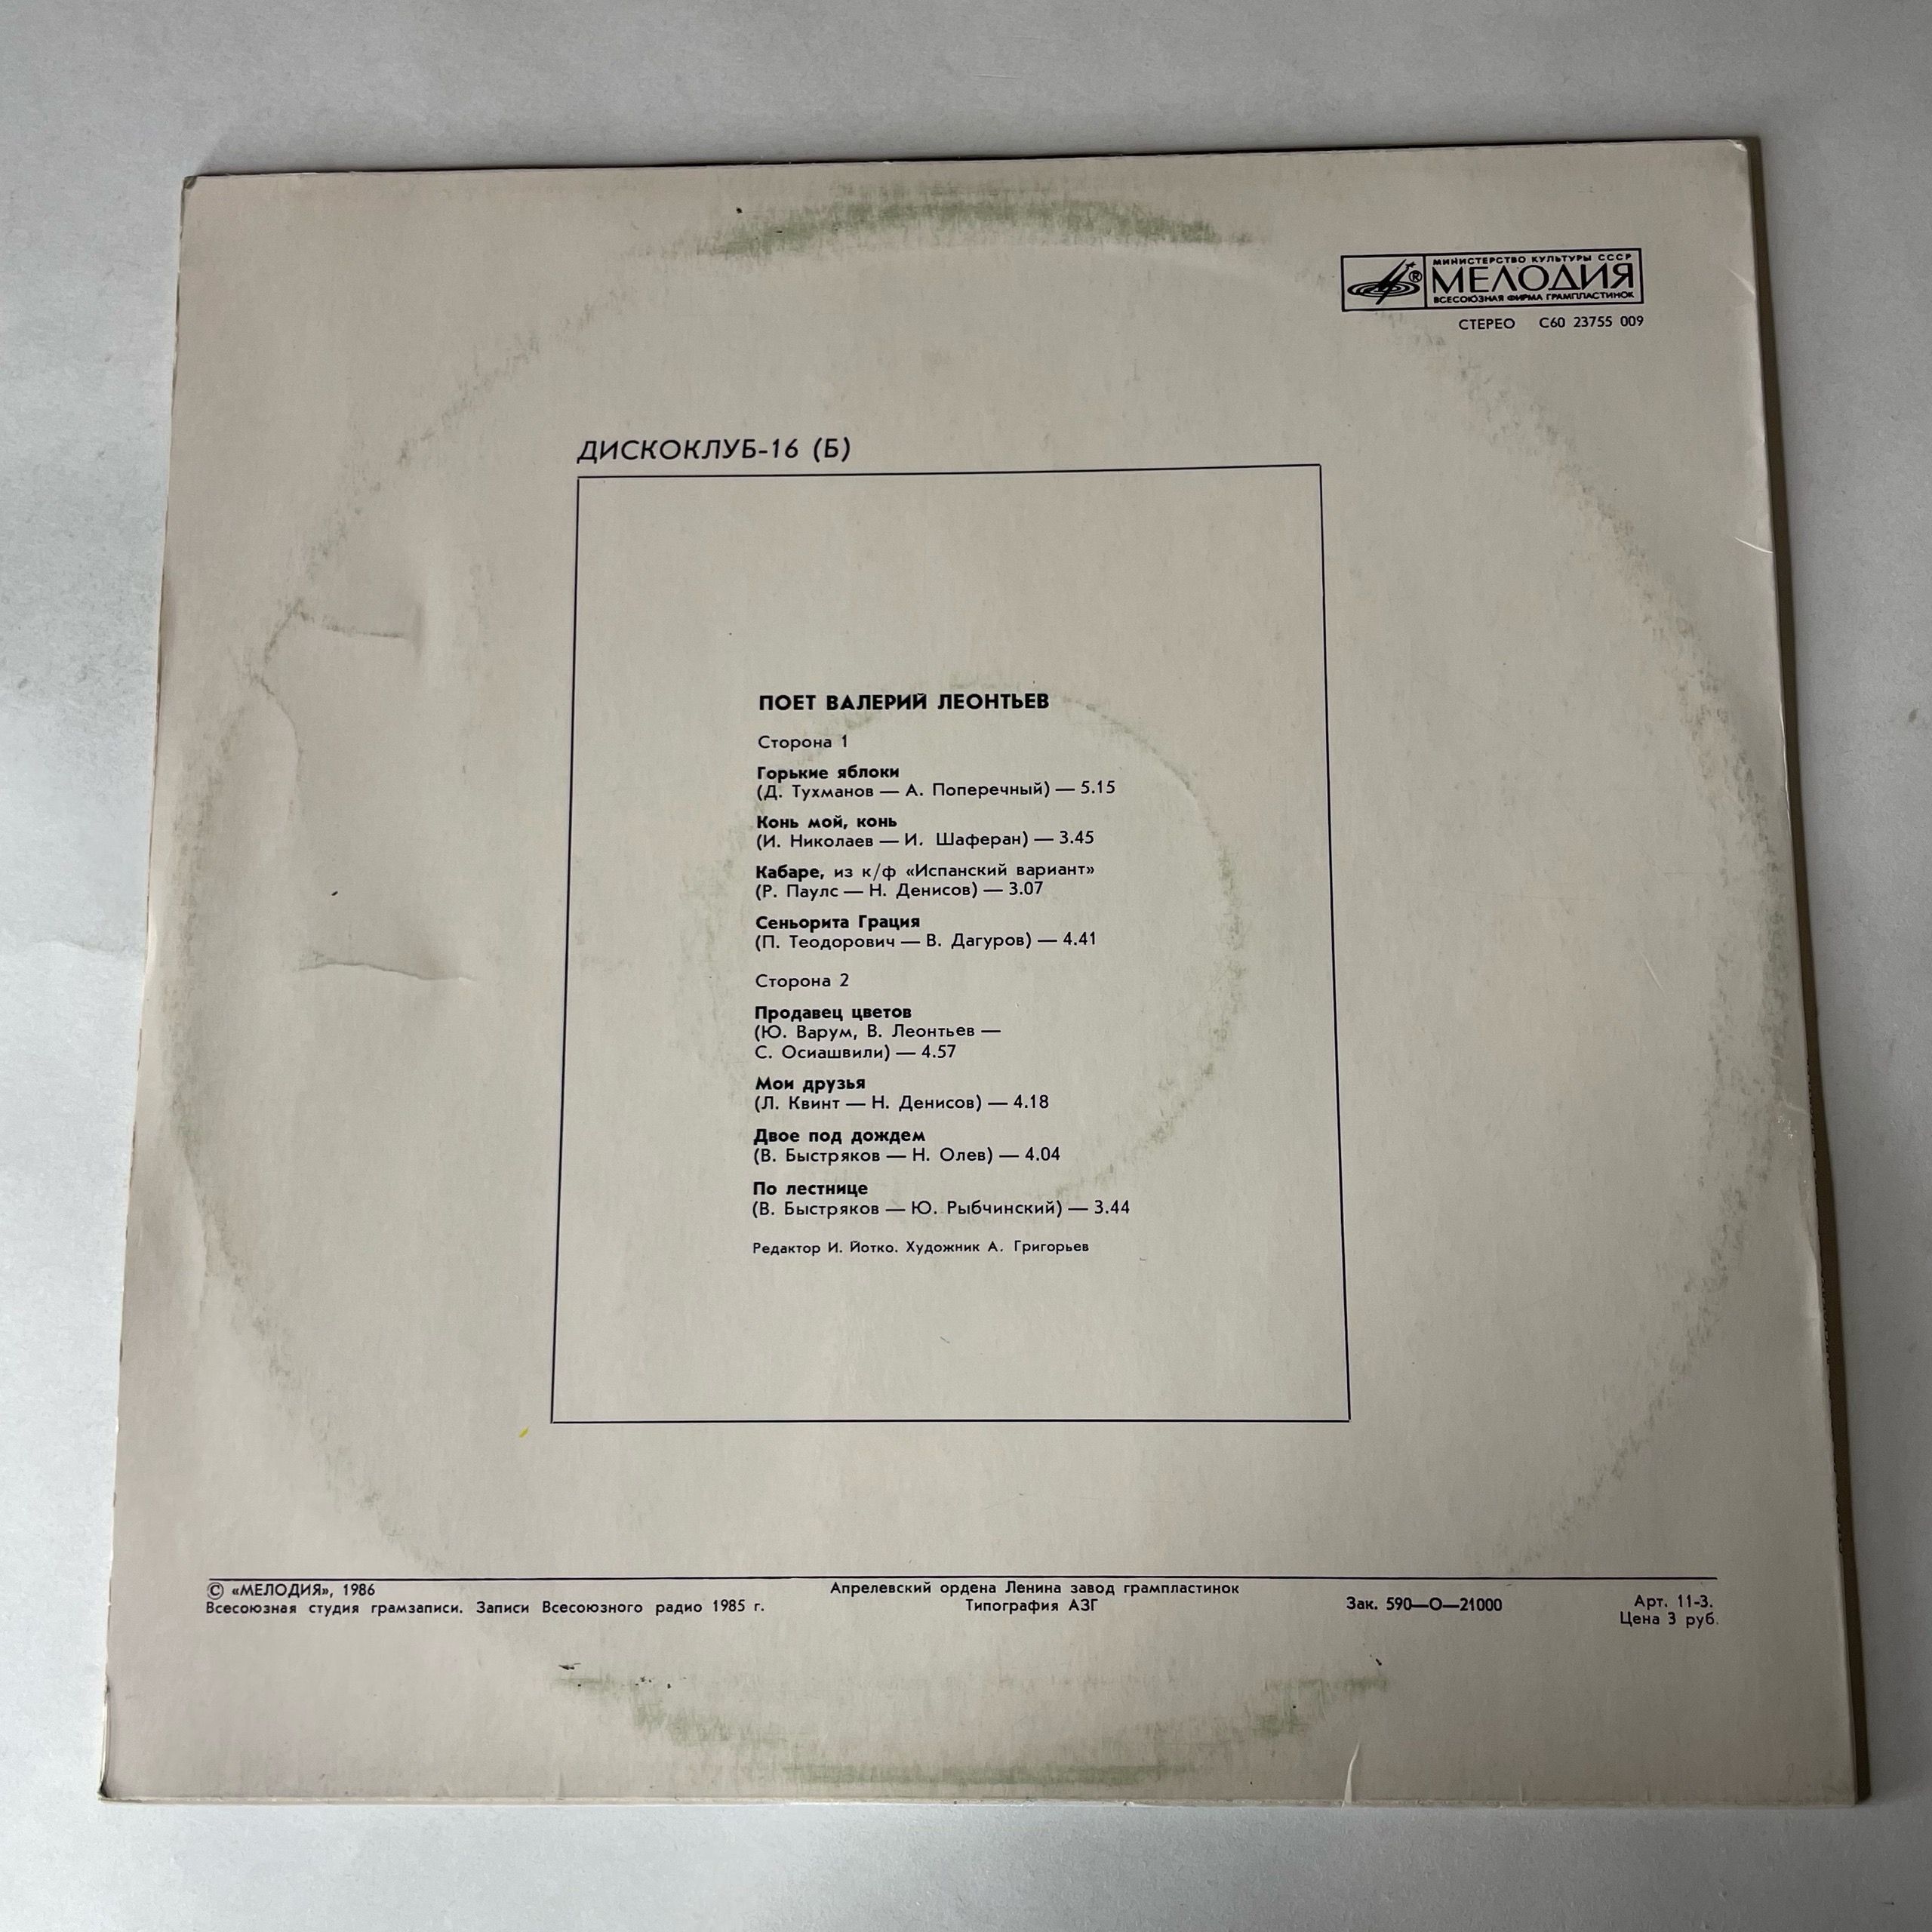 МИНИСТЕРСТВО КУЛЬТУРЫ СССР
МЕЛОДИЯ
ВСЕСОЮЗНАЯ ФИРМА ГРАМПЛАСТИНОК
СТЕРЕО С60 23755 009
ДИСКОКЛУБ-16 (Б)
ПОЕТ ВАЛЕРИЙ ЛЕОНТЬЕВ
Сторона 1
Горькие яблоки
(Д. Тухманов — А. Поперечный) — 5.15
Конь мой, конь
(И. Николаев — И. Шаферан) — 3.45
Кабаре, из к/ф «Испанский вариант»
(Р. Паулс — Н. Денисов) — 3.07
Сеньорита Грация
(П. Теодорович — В. Дагуров) — 4.41
Сторона 2
Продавец цветов
(Ю. Варум, В. Леонтьев —
С. Осиашвили) — 4.57
Мои друзья
(Л. Квинт — Н. Денисов) — 4.18
Двое под дождем
(В. Быстряков — Н. Олев) — 4.04
По лестнице
(В. Быстряков — Ю. Рыбчинский) — 3.44
Редактор И. Йотко. Художник А. Григорьев
© «МЕЛОДИЯ», 1986
Всесоюзная студия грамзаписи. Записи Всесоюзного радио 1985 г.
Апрелевский ордена Ленина завод грампластинок
Типография АЗГ
Зак. 590—О—21000
Арт. 11-3.
Цена 3 руб.